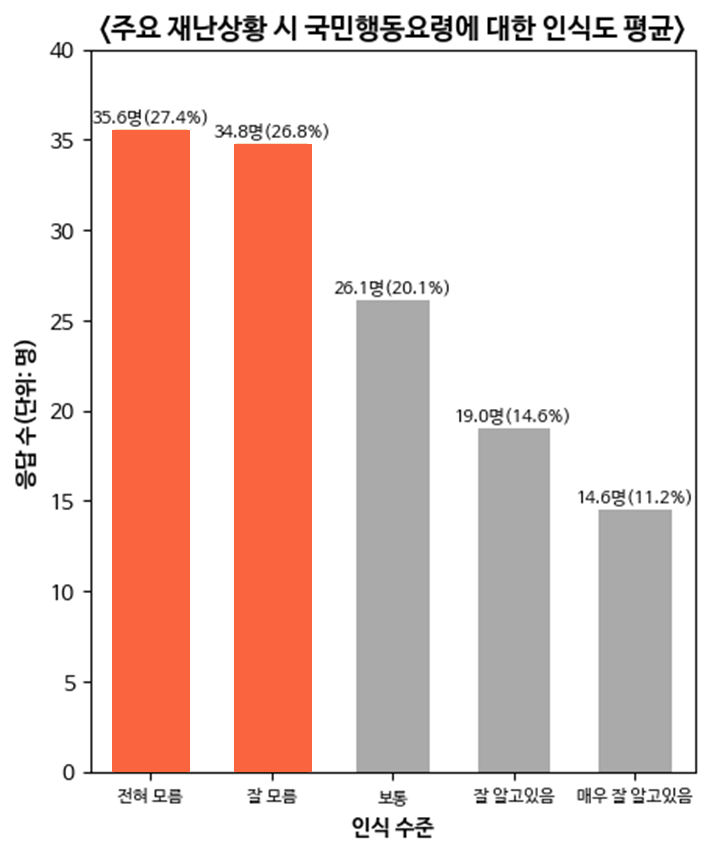 〈주요 재난상황 시 국민행동요령에 대한 인식도 평균〉
40
35
30
25
20
15
10
5
0
응답 수(단위: 명)
35.6명(27.4%)
34.8명(26.8%)
26.1명(20.1%)
19.0명(14.6%)
14.6명(11.2%)
전혀 모름
잘 모름
보통
잘 알고있음
매우 잘 알고있음
인식 수준